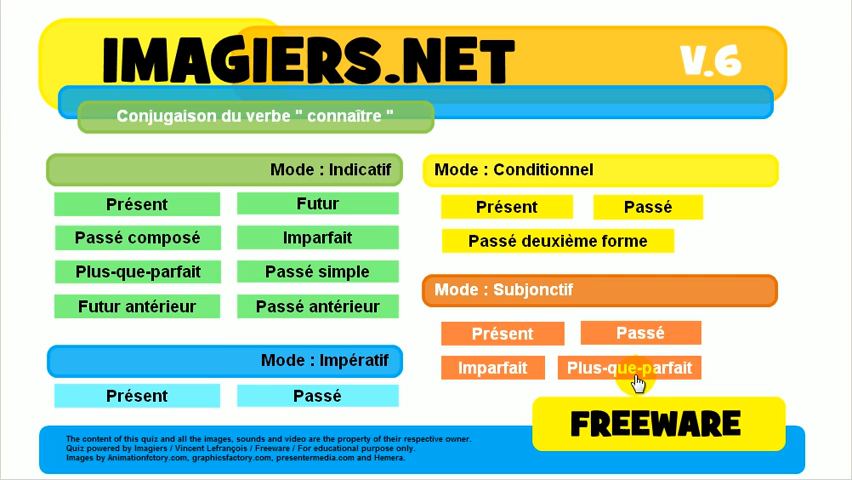 IMAGIERS.NET
V.6
Conjugaison du verbe " connaître "
Mode : Indicatif
Présent
Futur
Passé composé
Imparfait
Plus-que-parfait
Passé simple
Futur antérieur
Passé antérieur
Mode : Impératif
Présent
Passé
Mode : Conditionnel
Présent
Passé
Passé deuxième forme
Mode : Subjonctif
Présent
Passé
Imparfait
Plus-que-parfait
FREEWARE
The content of this quiz and all the images, sounds and video are the property of their respective owner.
Quiz powered by Imagiers / Vincent Lefrançois / Freeware / For educational purpose only.
Images by Animationfctory.com, graphicsfactory.com, presentermedia.com and Hemera.